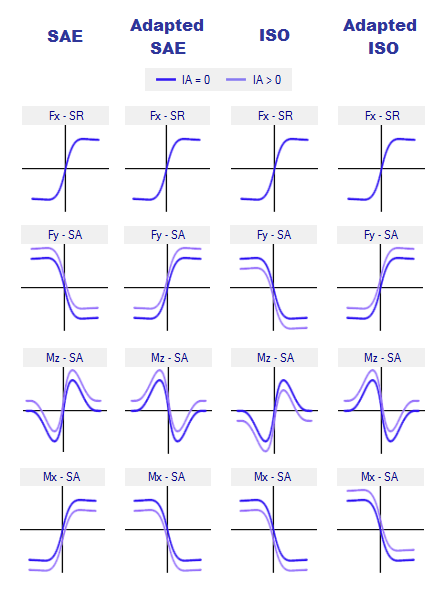 SAE
Adapted
SAE
ISO
Adapted
ISO
IA = 0
IA > 0
Fx - SR
Fx - SR
Fx - SR
Fx - SR
Fy - SA
Fy - SA
Fy - SA
Fy - SA
Mz - SA
Mz - SA
Mz - SA
Mz - SA
Mx - SA
Mx - SA
Mx - SA
Mx - SA